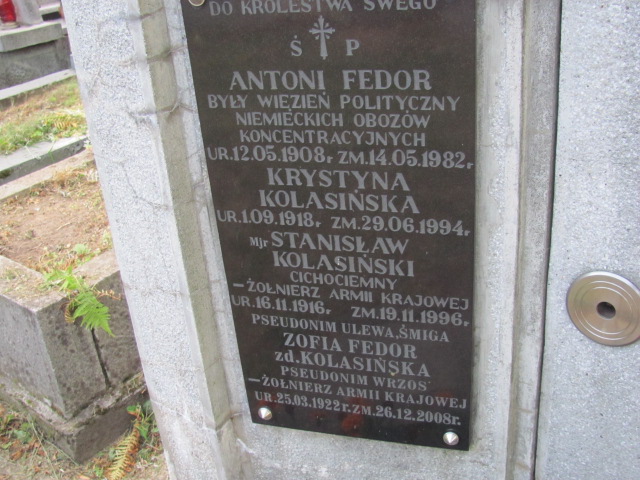 DO KRÓLESTWA SWEGO
Ś P
ANTONI FEDOR
BYŁY WIĘZIEŃ POLITYCZNY
NIEMIECKICH OBOZÓW
KONCENTRACYJNYCH
UR.12.05.1908r ZM.14.05.1982r
KRYSTYNA
KOLASIŃSKA
UR.1.09.1918r ZM.29.06.1994r
Mjr STANISŁAW
KOLASIŃSKI
CICHOCIEMNY
–ŻOŁNIERZ ARMII KRAJOWEJ
UR.16.11.1916r ZM.19.11.1996r
PSEUDONIM ULEWA, ŚMIGA
ZOFIA FEDOR
zd. KOLASIŃSKA
PSEUDONIM WRZOS
–ŻOŁNIERZ ARMII KRAJOWEJ
UR.25.03.1922r. ZM.26.12.2008r